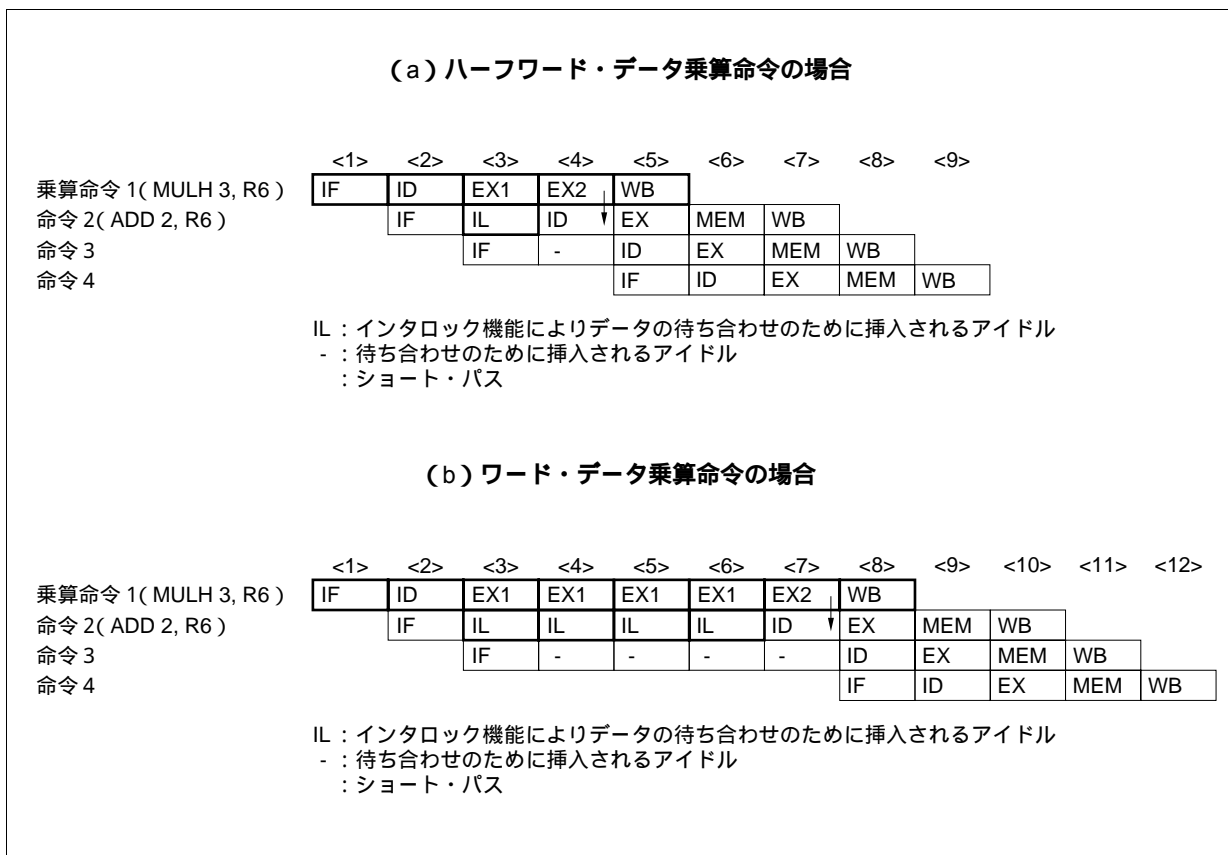 （a）ハーフワード・データ乗算命令の場合
<1> <2> <3> <4> <5> <6> <7> <8> <9>
乗算命令1( MULH 3, R6 ) IF ID EX1 EX2 WB
命令2( ADD 2, R6 ) IF IL ID EX MEM WB
命令3 IF - ID EX MEM WB
命令4 IF ID EX MEM WB
IL：インタロック機能によりデータの待ち合わせのために挿入されるアイドル
-：待ち合わせのために挿入されるアイドル
：ショート・パス
（b）ワード・データ乗算命令の場合
<1> <2> <3> <4> <5> <6> <7> <8> <9> <10> <11> <12>
乗算命令1( MULH 3, R6 ) IF ID EX1 EX1 EX1 EX1 EX2 WB
命令2( ADD 2, R6 ) IF IL IL IL IL ID EX MEM WB
命令3 IF - - - - ID EX MEM WB
命令4 IF ID EX MEM WB
IL：インタロック機能によりデータの待ち合わせのために挿入されるアイドル
-：待ち合わせのために挿入されるアイドル
：ショート・パス